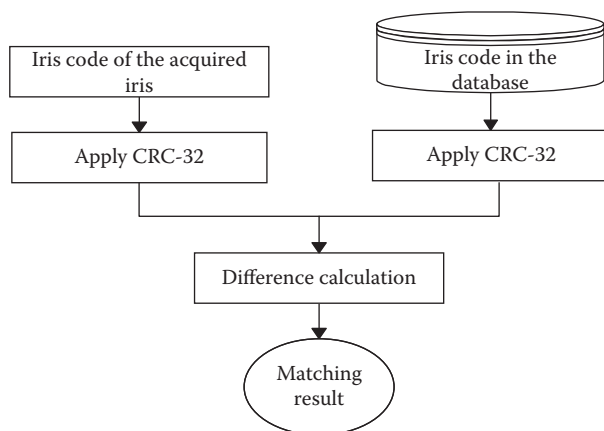 Iris code of the acquired
iris
Iris code in the
database
Apply CRC-32
Apply CRC-32
Difference calculation
Matching
result